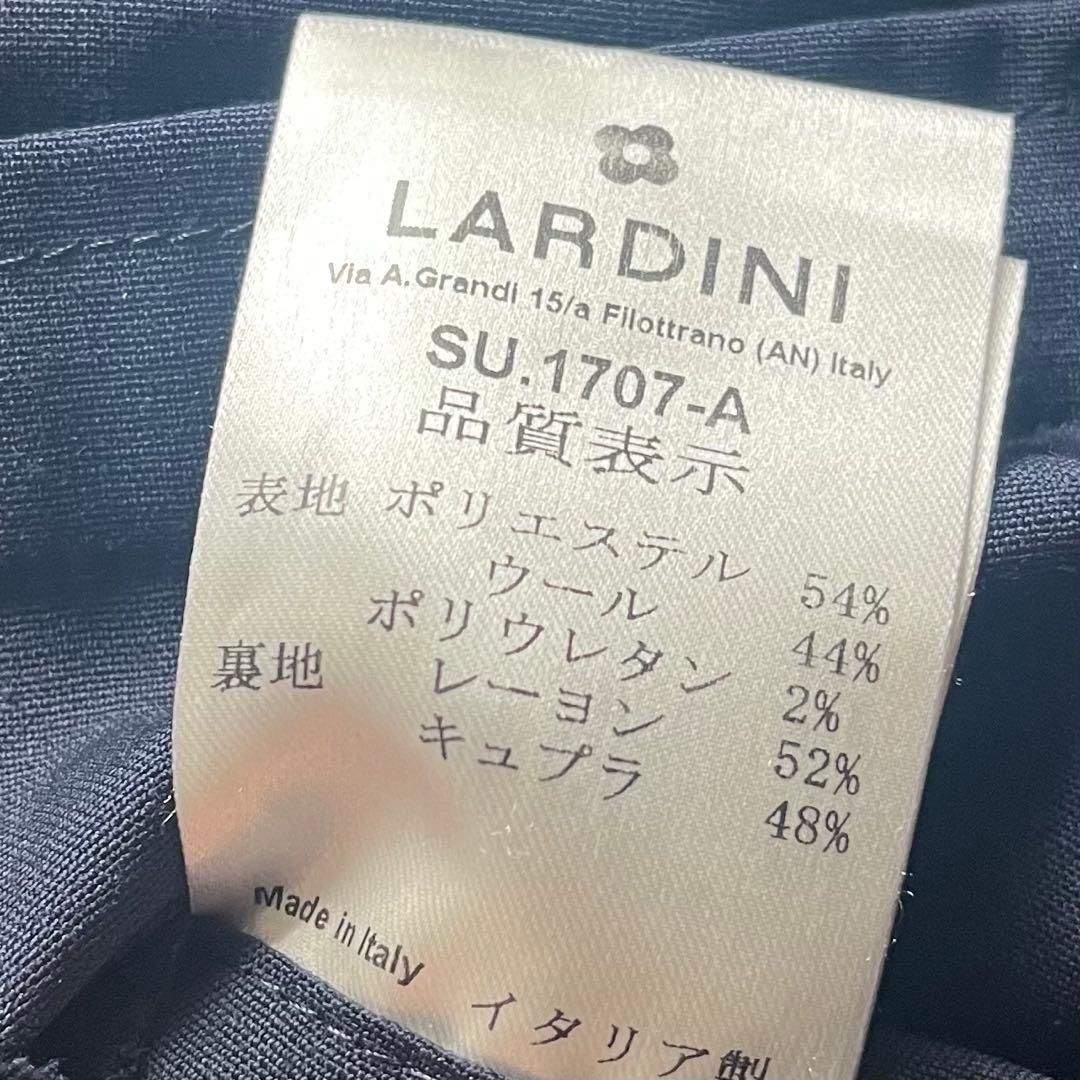 LARDINI
Via A.Grandi 15/a Filottrano (AN) Italy
SU.1707-A
品質表示
表地 ポリエステル 54%
ウール 44%
ポリウレタン 2%
裏地 レーヨン 52%
キュプラ 48%
Made in Italy
イタリア製